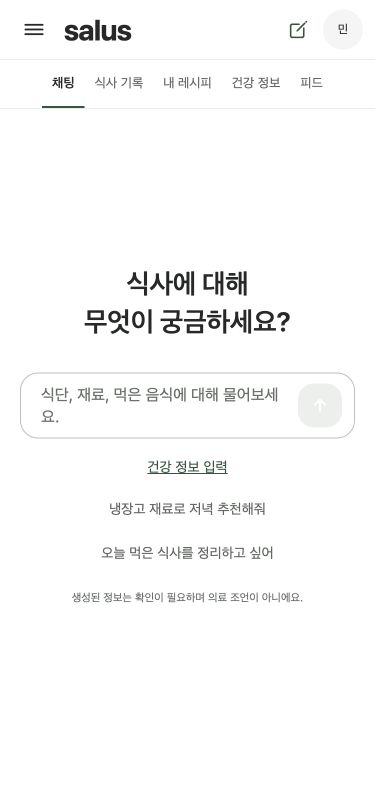 salus
민
채팅 식사 기록 내 레시피 건강 정보 피드
식사에 대해
무엇이 궁금하세요?
식단, 재료, 먹은 음식에 대해 물어보세
요.
건강 정보 입력
냉장고 재료로 저녁 추천해줘
오늘 먹은 식사를 정리하고 싶어
생성된 정보는 확인이 필요하며 의료 조언이 아니에요.